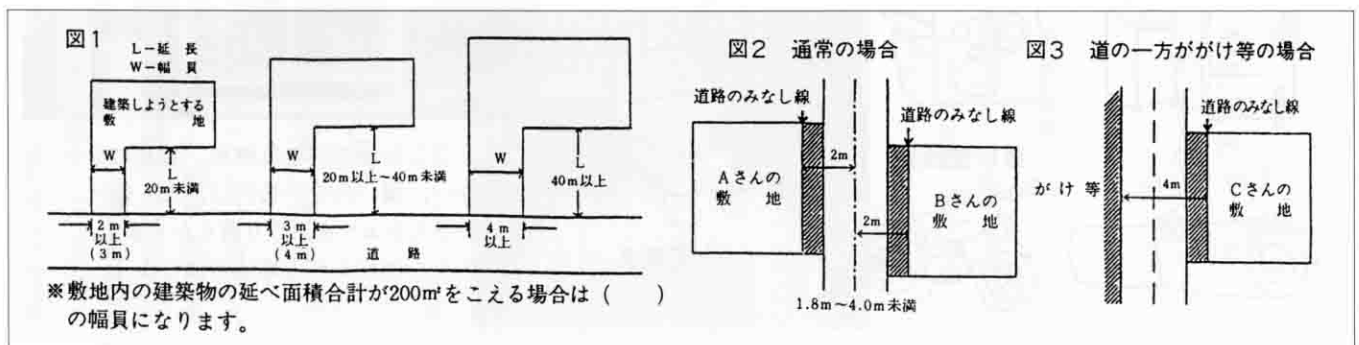 図1
L－延長
W－幅員
建築しようとする
敷地
W
L
20m未満
2m
以上
(3m)
W
L
20m以上～40m未満
3m
以上
(4m)
W
L
40m以上
4m
以上
道路
※敷地内の建築物の延べ面積合計が200㎡をこえる場合は（　　）
の幅員になります。
図2 通常の場合
道路のみなし線
道路のみなし線
2m
Aさんの
敷地
2m
Bさんの
敷地
1.8m～4.0m未満
図3 道の一方ががけ等の場合
道路のみなし線
がけ等
4m
Cさんの
敷地